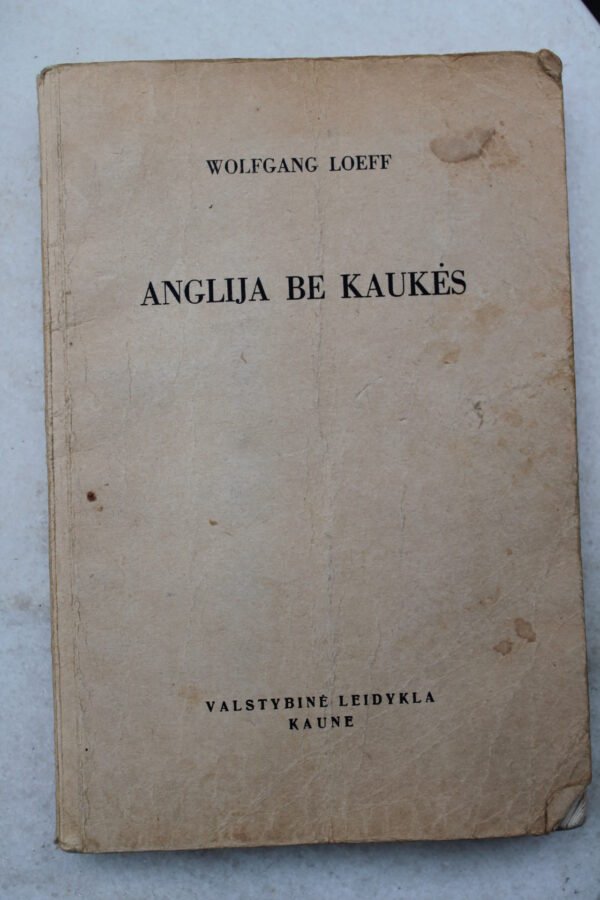 WOLFGANG LOEFF
ANGLIJA BE KAUKĖS
VALSTYBINĖ LEIDYKLA
KAUNE